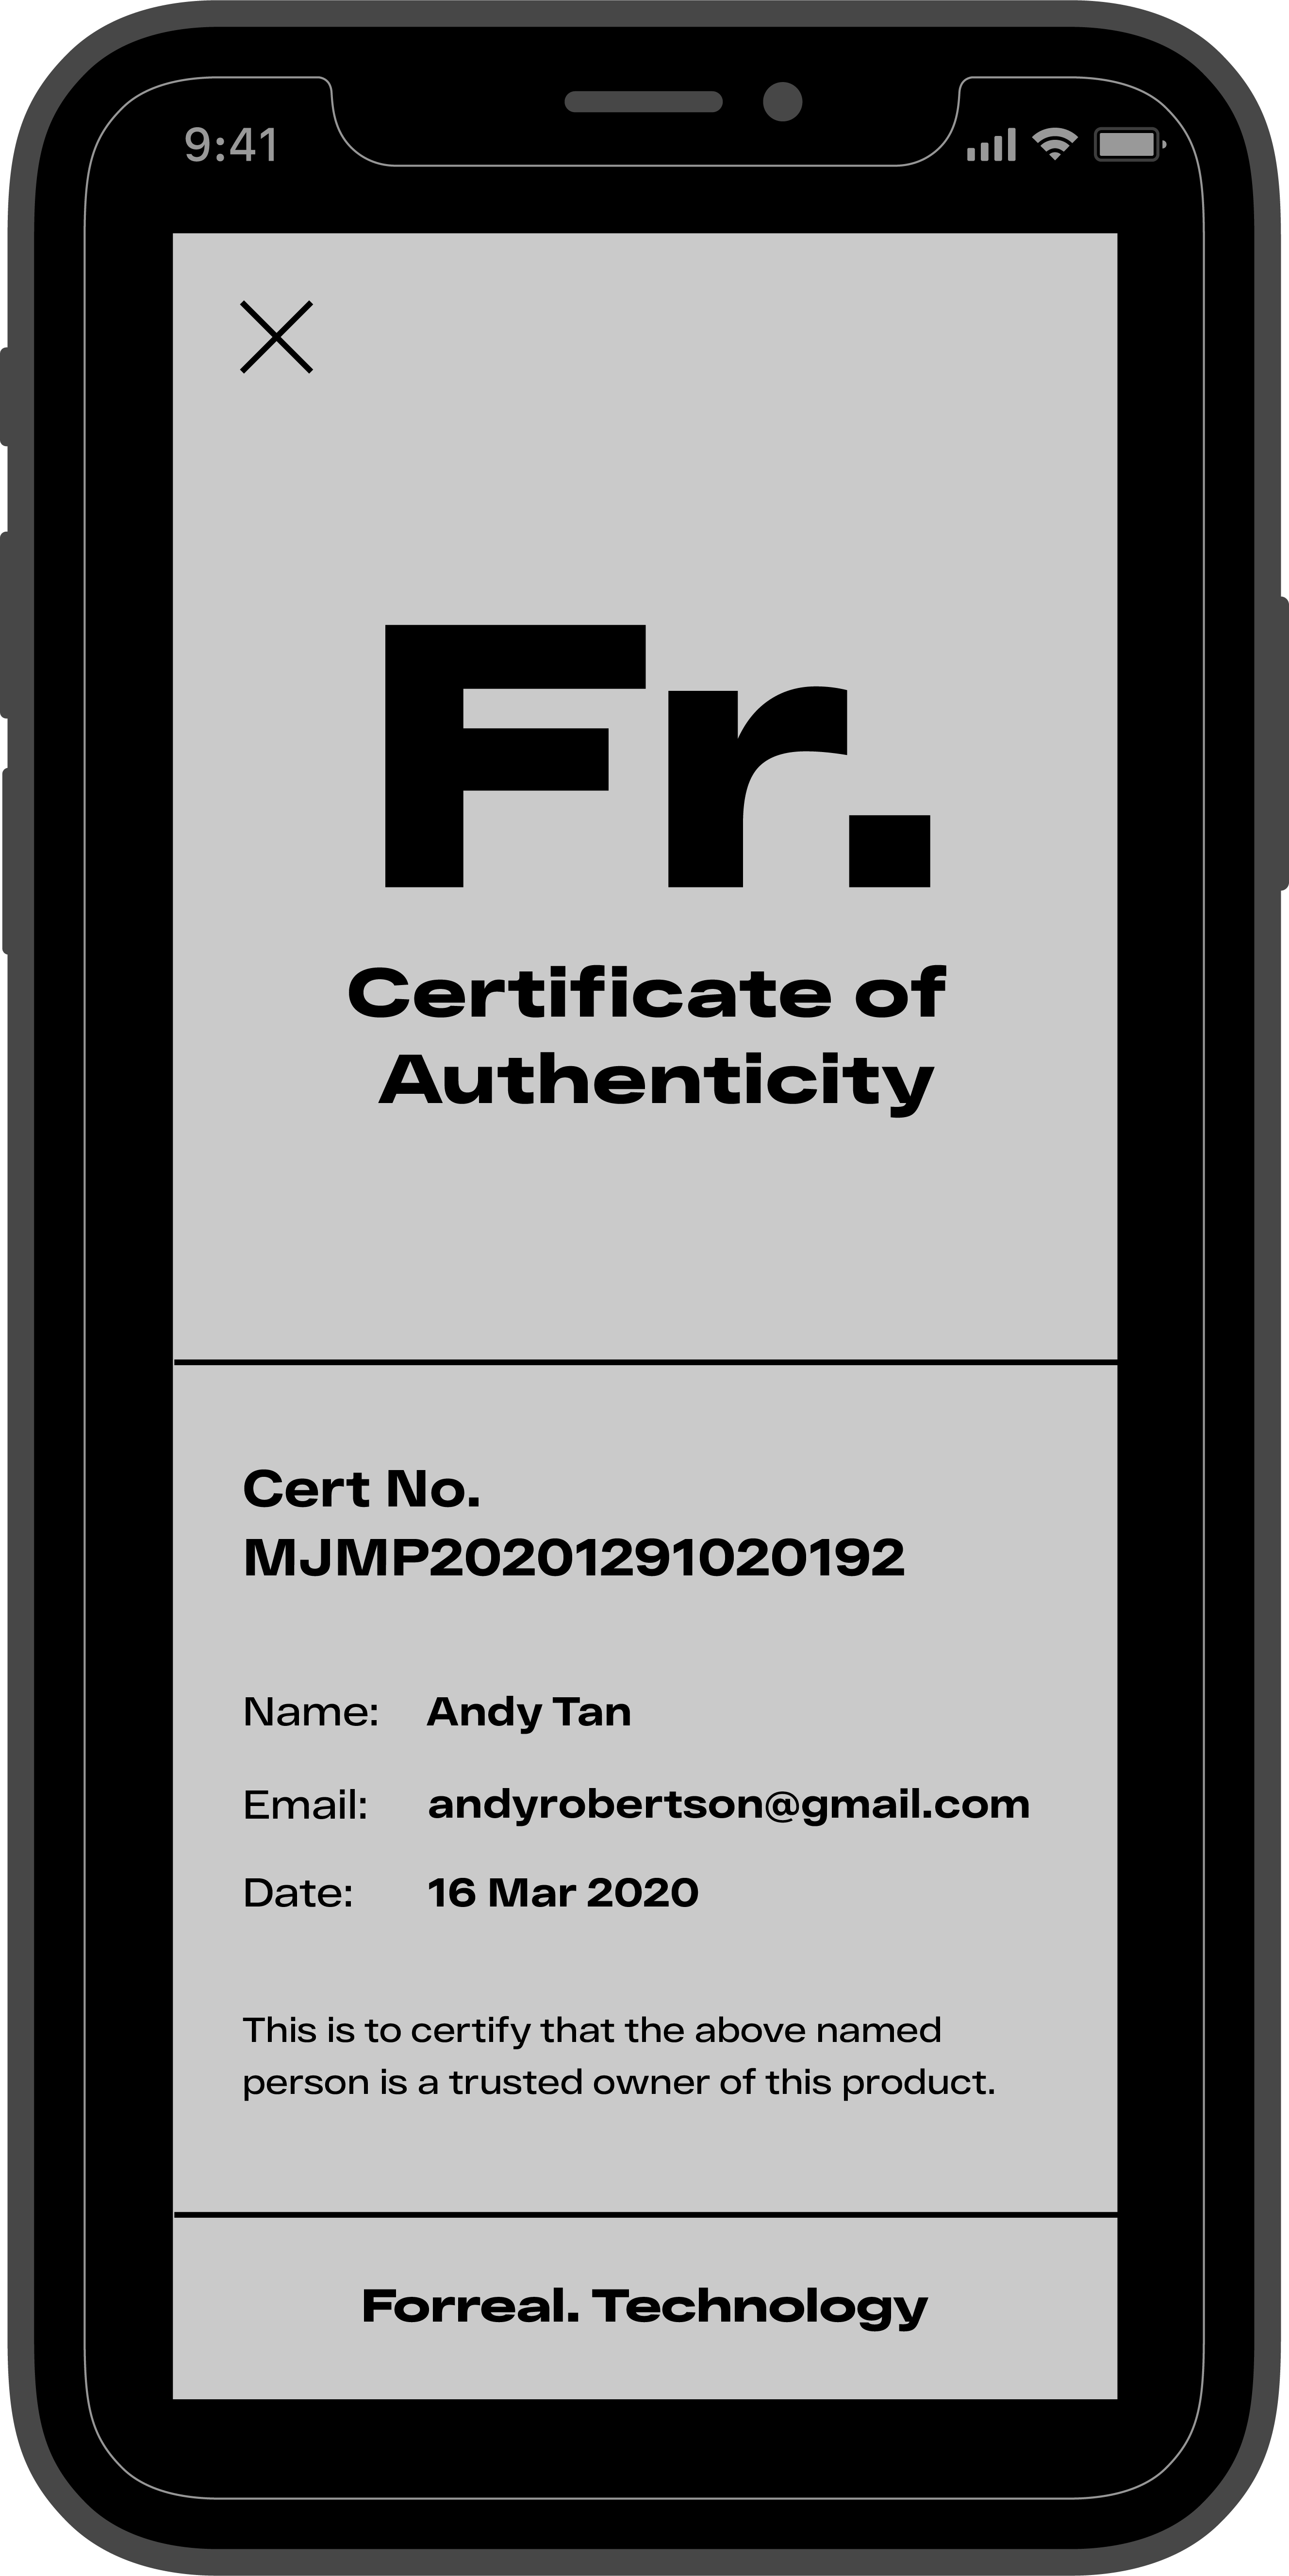 9:41
Fr.
Certificate of
Authenticity
Cert No.
MJMP20201291020192
Name: Andy Tan
Email: andyrobertson@gmail.com
Date: 16 Mar 2020
This is to certify that the above named
person is a trusted owner of this product.
Forreal. Technology